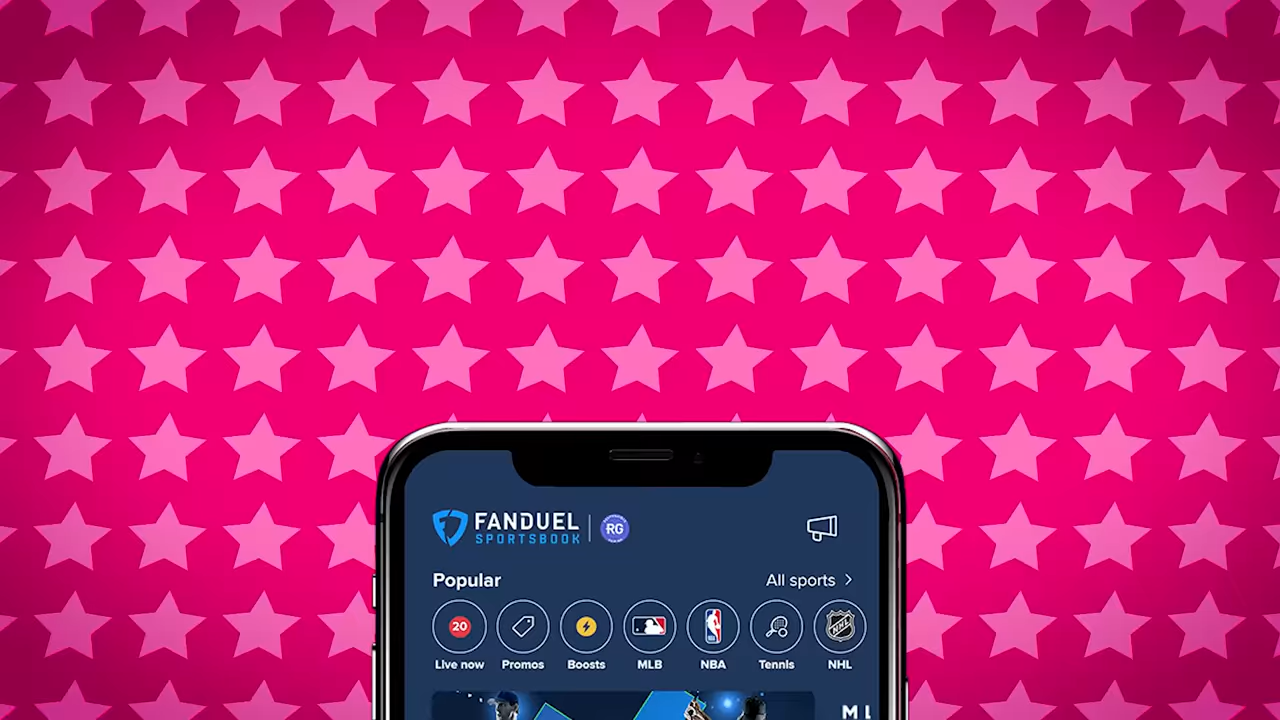 FANDUEL
SPORTSBOOK
RG
Popular
All sports
20
Live now
Promos
Boosts
MLB
NBA
Tennis
NHL